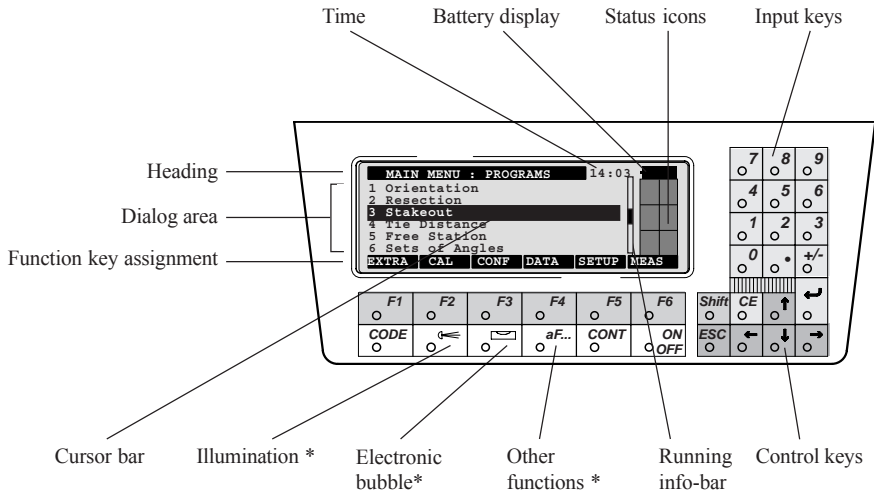 Time Battery display Status icons Input keys
Heading
Dialog area
Function key assignment
MAIN MENU : PROGRAMS 14:03
1 Orientation
2 Resection
3 Stakeout
4 Tie Distance
5 Free Station
6 Sets of Angles
EXTRA CAL CONF DATA SETUP MEAS
7 8 9
4 5 6
1 2 3
0 . +/-
F1 F2 F3 F4 F5 F6 Shift CE
CODE aF... CONT ON OFF ESC
Cursor bar Illumination * Electronic bubble* Other functions * Running info-bar Control keys